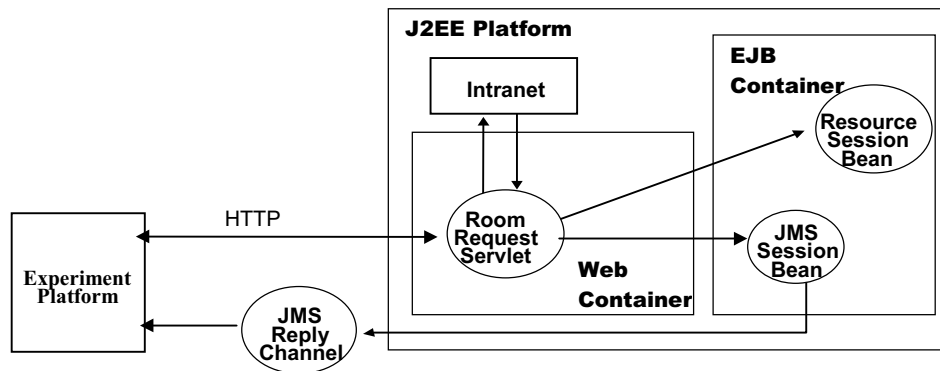 J2EE Platform
EJB
Container
Intranet
Resource
Session
Bean
HTTP
Room
Request
Servlet
JMS
Session
Bean
Web
Container
Experiment
Platform
JMS
Reply
Channel